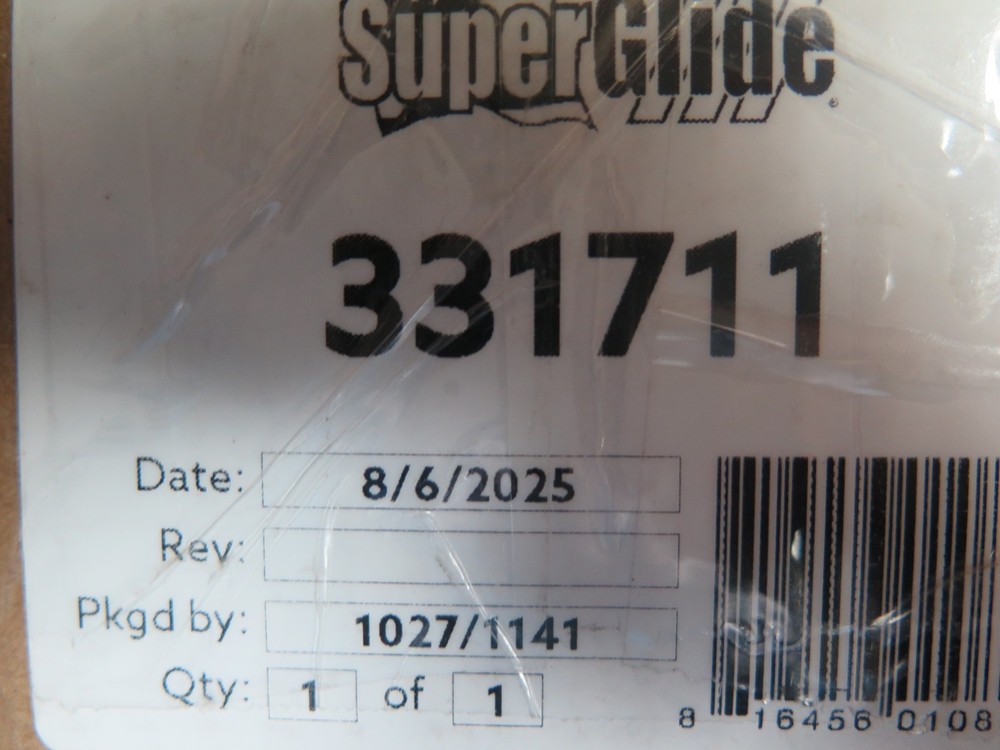 SuperGlide®
331711
Date: 8/6/2025
Rev:
Pkgd by: 1027/1141
Qty: 1 of 1
8 16456 0108